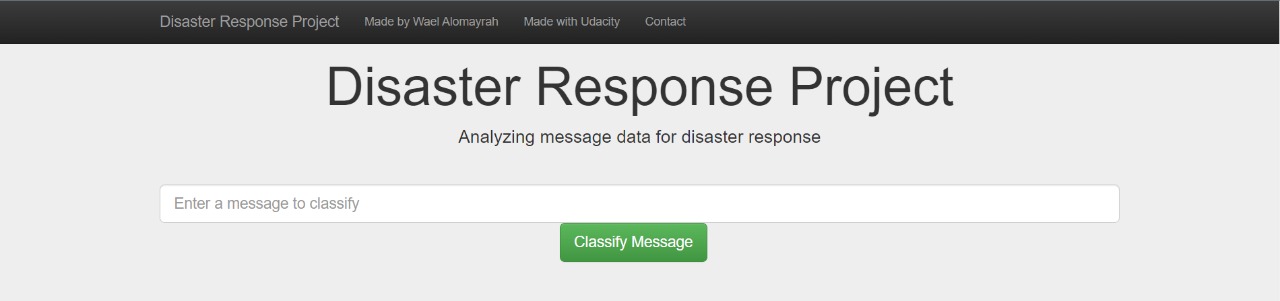 Disaster Response Project Made by Wael Alomayrah Made with Udacity Contact
Disaster Response Project
Analyzing message data for disaster response
Enter a message to classify
Classify Message